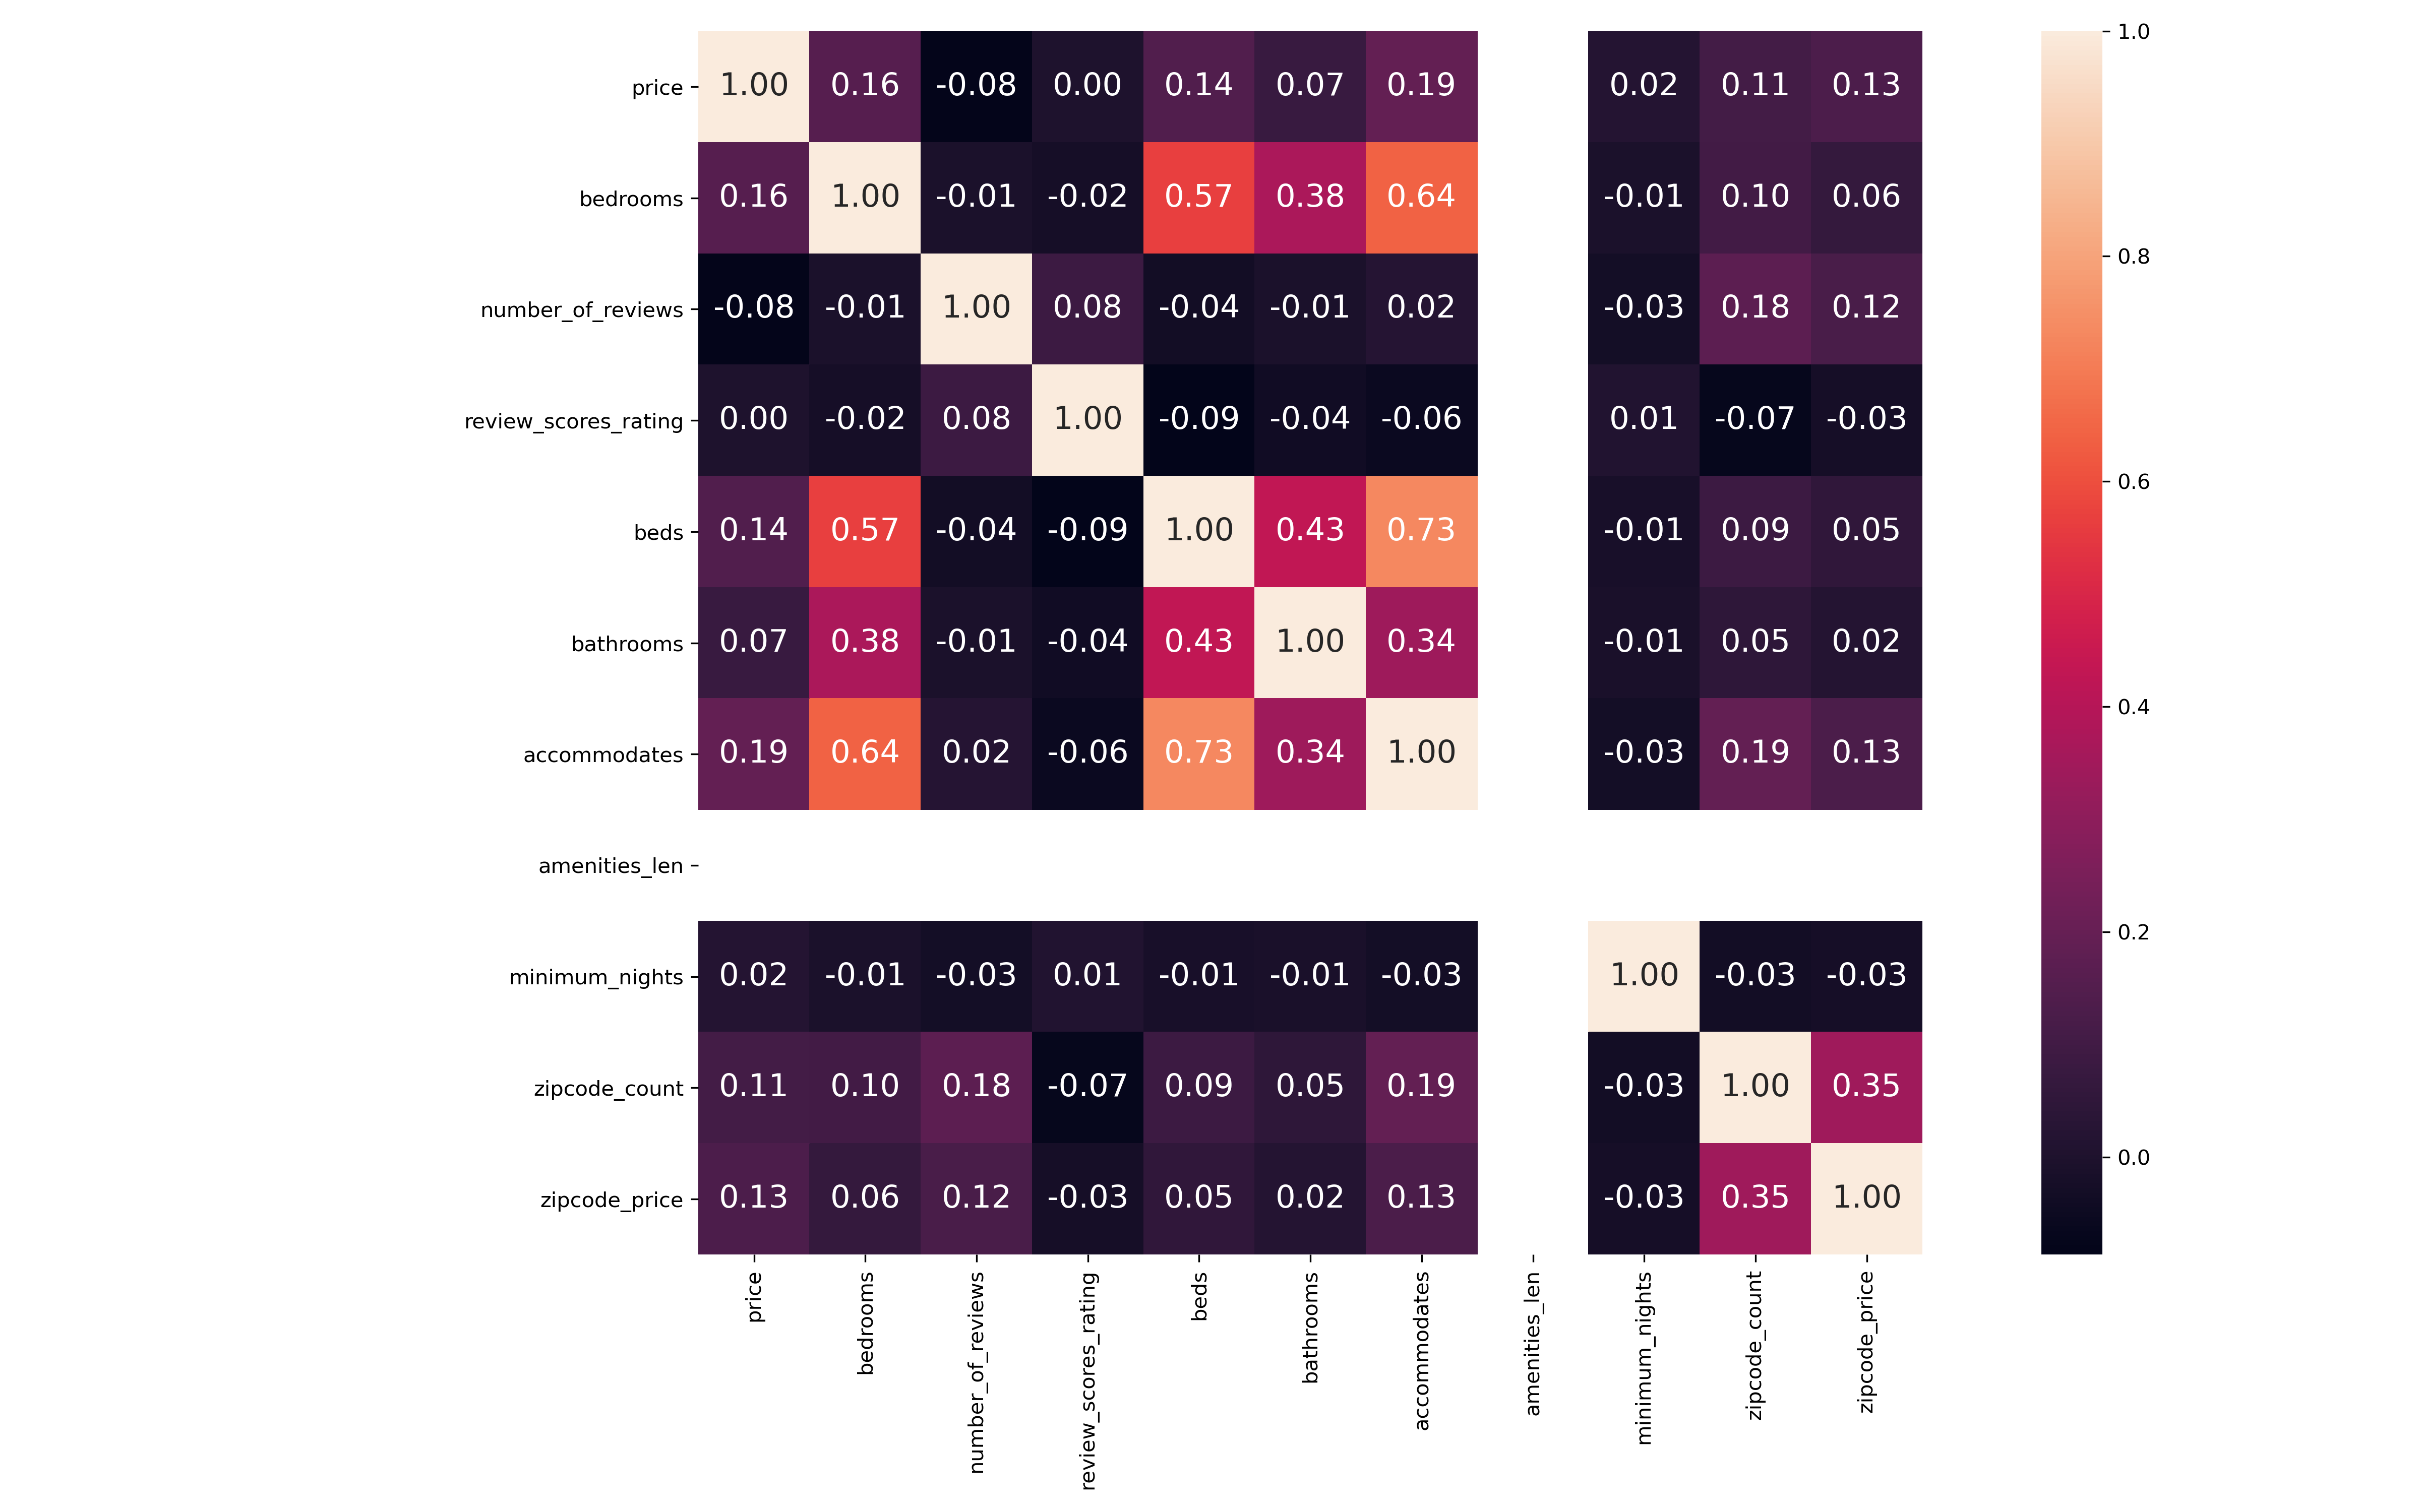 price 1.00 0.16 -0.08 0.00 0.14 0.07 0.19 0.02 0.11 0.13
bedrooms 0.16 1.00 -0.01 -0.02 0.57 0.38 0.64 -0.01 0.10 0.06
number_of_reviews -0.08 -0.01 1.00 0.08 -0.04 -0.01 0.02 -0.03 0.18 0.12
review_scores_rating 0.00 -0.02 0.08 1.00 -0.09 -0.04 -0.06 0.01 -0.07 -0.03
beds 0.14 0.57 -0.04 -0.09 1.00 0.43 0.73 -0.01 0.09 0.05
bathrooms 0.07 0.38 -0.01 -0.04 0.43 1.00 0.34 -0.01 0.05 0.02
accommodates 0.19 0.64 0.02 -0.06 0.73 0.34 1.00 -0.03 0.19 0.13
amenities_len
minimum_nights 0.02 -0.01 -0.03 0.01 -0.01 -0.01 -0.03 1.00 -0.03 -0.03
zipcode_count 0.11 0.10 0.18 -0.07 0.09 0.05 0.19 -0.03 1.00 0.35
zipcode_price 0.13 0.06 0.12 -0.03 0.05 0.02 0.13 -0.03 0.35 1.00
price
bedrooms
number_of_reviews
review_scores_rating
beds
bathrooms
accommodates
amenities_len
minimum_nights
zipcode_count
zipcode_price
1.0
0.8
0.6
0.4
0.2
0.0